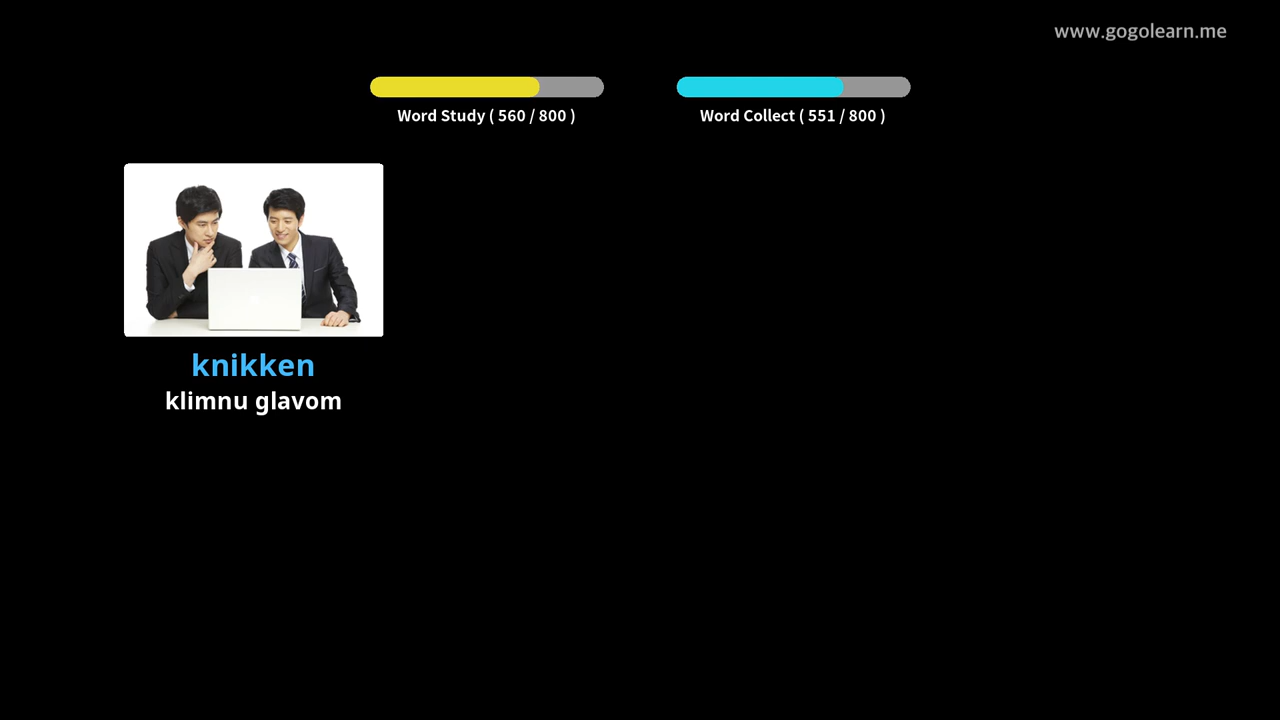 www.gogolearn.me
Word Study ( 560 / 800 )
Word Collect ( 551 / 800 )
knikken
klimnu glavom